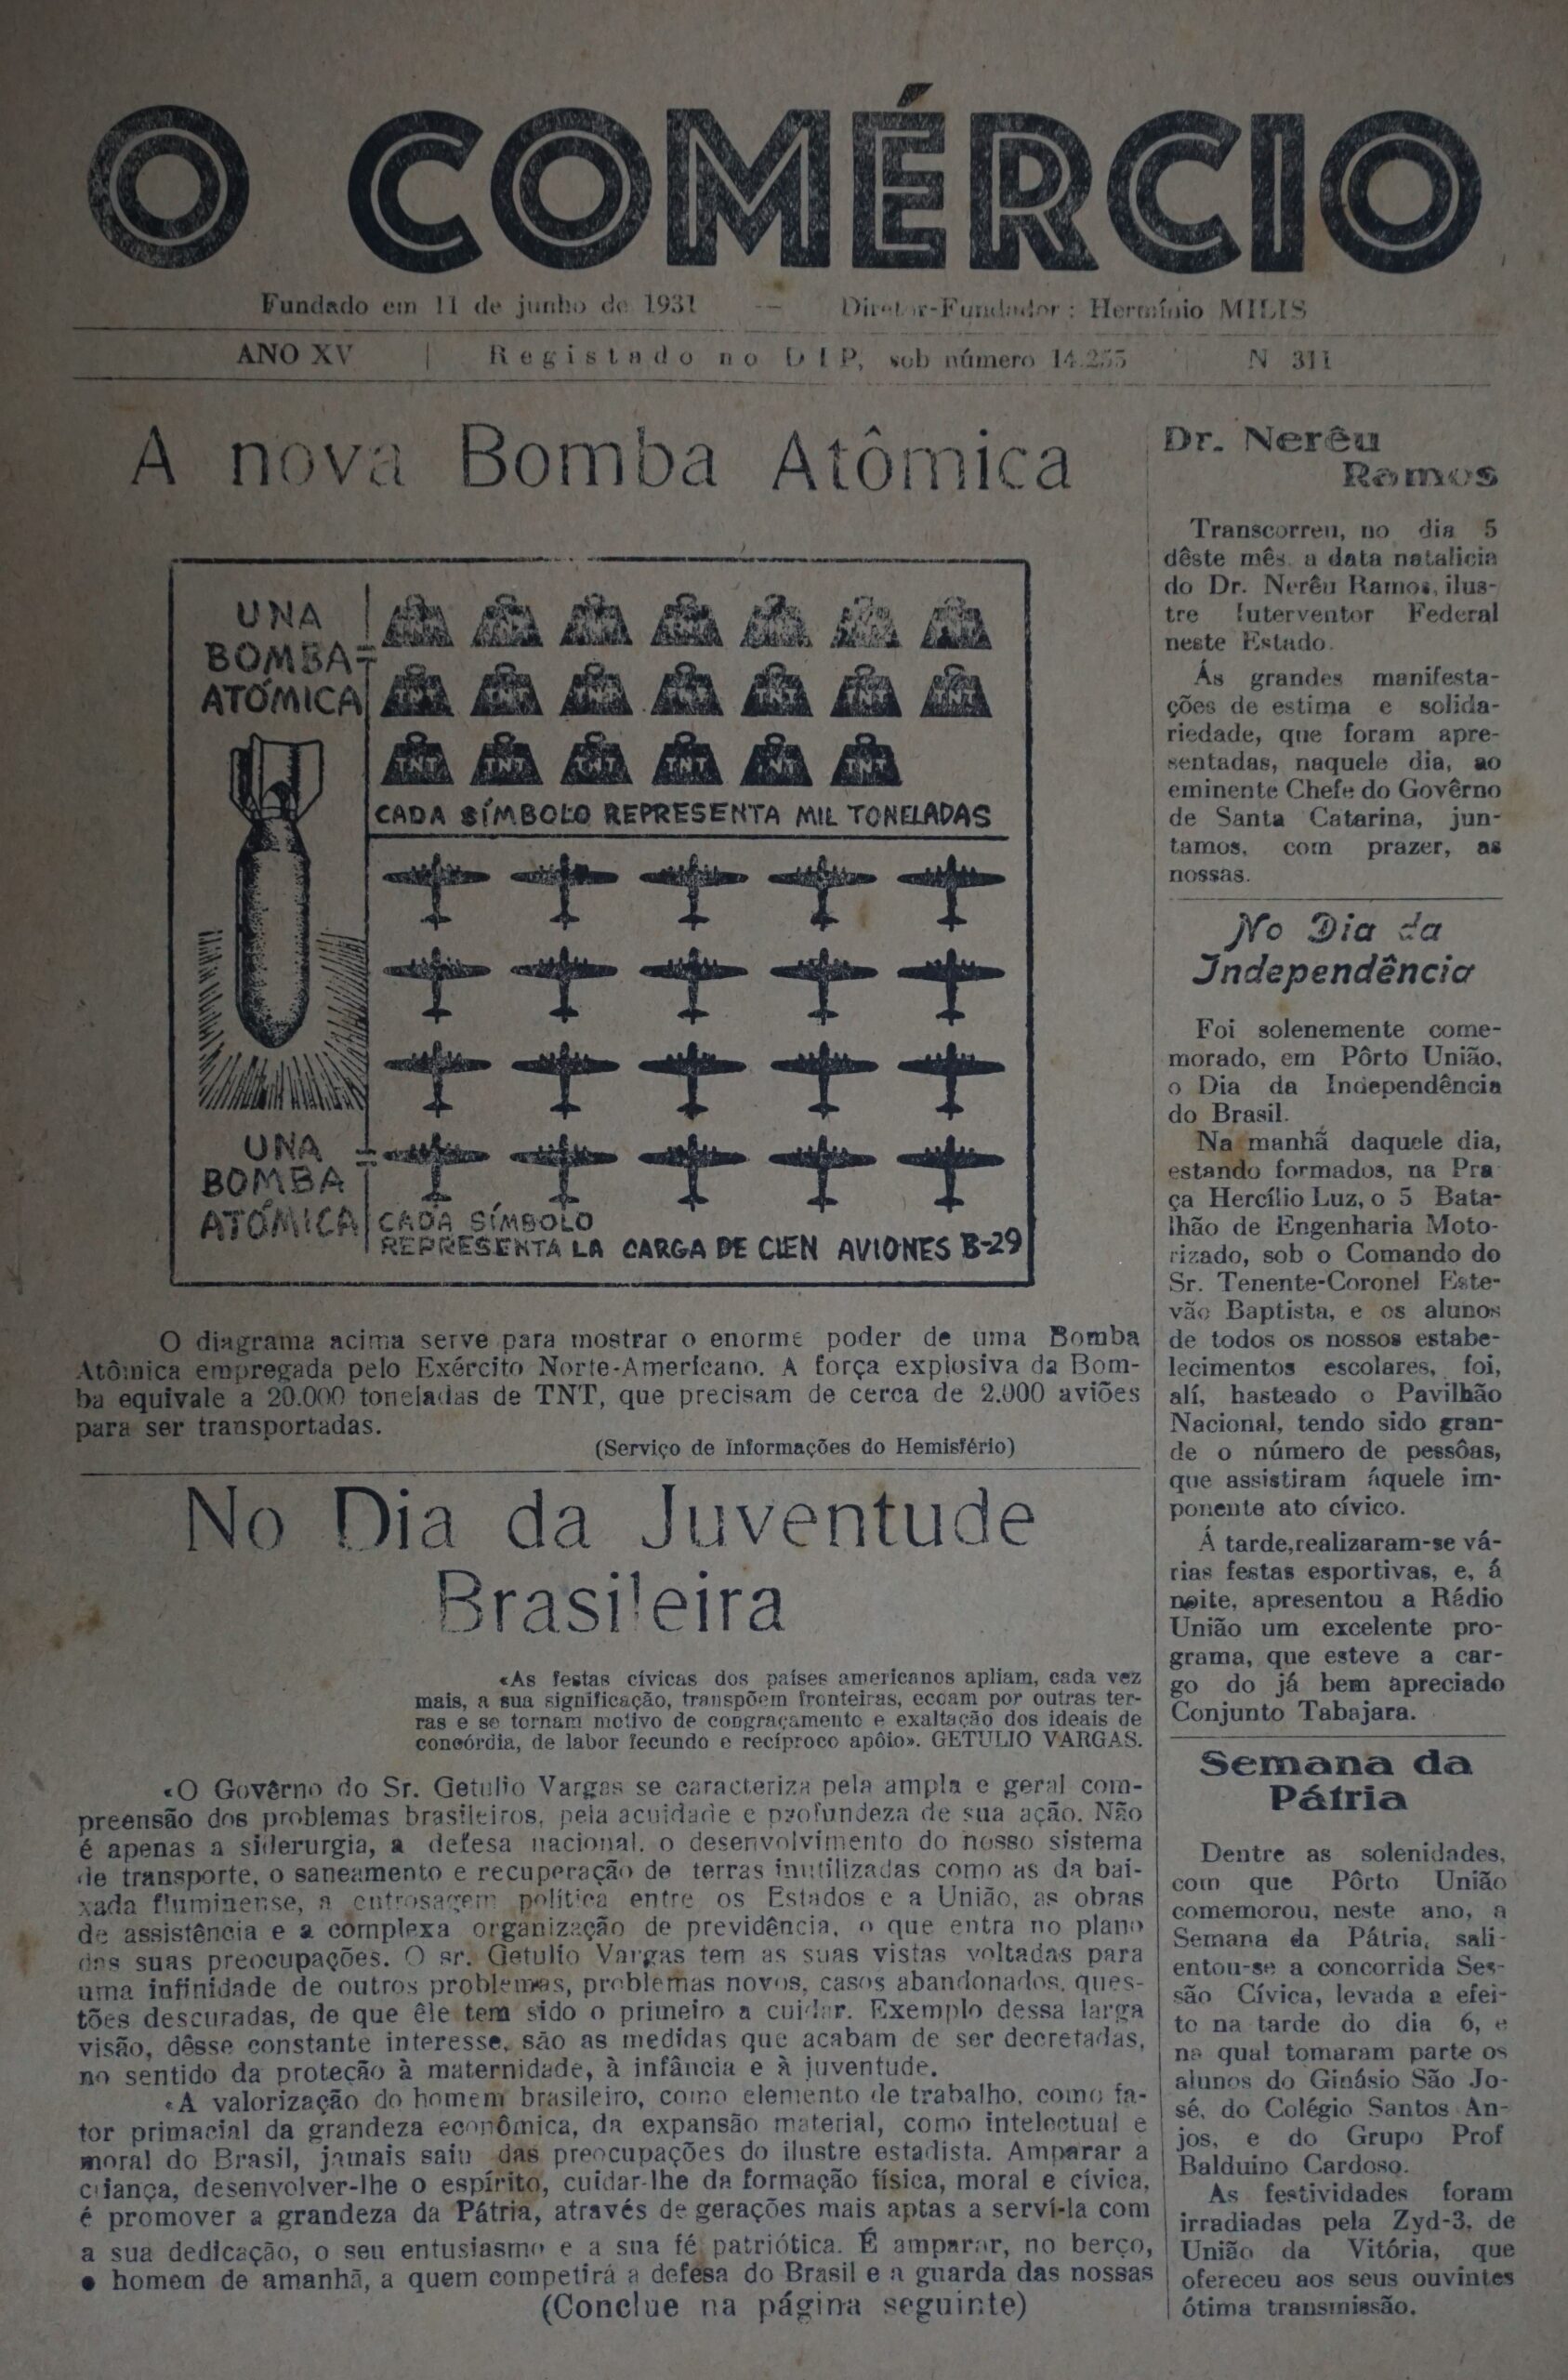 O COMÉRCIO
Fundado em 11 de junho de 1931 — Diretor-Fundador: Hermínio MILIS
ANO XV | Registado no DIP, sob número 14.255 | N 311
A nova Bomba Atômica
UNA
BOMBA =
ATÓMICA
TNT TNT TNT TNT TNT TNT TNT
TNT TNT TNT TNT TNT TNT
CADA SÍMBOLO REPRESENTA MIL TONELADAS
UNA =
BOMBA
ATÓMICA
CADA SÍMBOLO
REPRESENTA LA CARGA DE CIEN AVIONES B-29
O diagrama acima serve para mostrar o enorme poder de uma Bomba
Atômica empregada pelo Exército Norte-Americano. A força explosiva da Bom-
ba equivale a 20.000 toneladas de TNT, que precisam de cerca de 2.000 aviões
para ser transportadas.
(Serviço de Informações do Hemisfério)
No Dia da Juventude
Brasileira
«As festas cívicas dos países americanos apliam, cada vez
mais, a sua significação, transpõem fronteiras, ecoam por outras ter-
ras e se tornam motivo de congraçamento e exaltação dos ideais de
concórdia, de labor fecundo e recíproco apôio». GETULIO VARGAS.
«O Govêrno do Sr. Getulio Vargas se caracteriza pela ampla e geral com-
preensão dos problemas brasileiros, pela acuidade e profundeza de sua ação. Não
é apenas a siderurgia, a defesa nacional, o desenvolvimento do nosso sistema
de transporte, o saneamento e recuperação de terras inutilizadas como as da bai-
xada fluminense, a entrosagem política entre os Estados e a União, as obras
de assistência e a complexa organização de previdência, o que entra no plano
das suas preocupações. O sr. Getulio Vargas tem as suas vistas voltadas para
uma infinidade de outros problemas, problemas novos, casos abandonados, ques-
tões descuradas, de que êle tem sido o primeiro a cuidar. Exemplo dessa larga
visão, dêsse constante interesse, são as medidas que acabam de ser decretadas,
no sentido da proteção à maternidade, à infância e à juventude.
«A valorização do homem brasileiro, como elemento de trabalho, como fa-
tor primacial da grandeza econômica, da expansão material, como intelectual e
moral do Brasil, jamais saiu das preocupações do ilustre estadista. Amparar a
criança, desenvolver-lhe o espírito, cuidar-lhe da formação física, moral e cívica,
é promover a grandeza da Pátria, através de gerações mais aptas a serví-la com
a sua dedicação, o seu entusiasmo e a sua fé patriótica. É amparar, no berço,
o homem de amanhã, a quem competirá a defesa do Brasil e a guarda das nossas
(Conclue na página seguinte)
Dr. Nerêu
Ramos
Transcorreu, no dia 5
dêste mês, a data natalicia
do Dr. Nerêu Ramos, ilus-
tre Interventor Federal
neste Estado.
Ás grandes manifesta-
ções de estima e solida-
riedade, que foram apre-
sentadas, naquele dia, ao
eminente Chefe do Govêrno
de Santa Catarina, jun-
tamos, com prazer, as
nossas.
No Dia da
Independência
Foi solenemente come-
morado, em Pôrto União,
o Dia da Independência
do Brasil.
Na manhã daquele dia,
estando formados, na Pra
ça Hercílio Luz, o 5 Bata-
lhão de Engenharia Moto-
rizado, sob o Comando do
Sr. Tenente-Coronel Este-
vão Baptista, e os alunos
de todos os nossos estabe-
lecimentos escolares, foi,
alí, hasteado o Pavilhão
Nacional, tendo sido gran-
de o número de pessôas,
que assistiram áquele im-
ponente ato cívico.
Á tarde, realizaram-se vá-
rias festas esportivas, e, á
noite, apresentou a Rádio
União um excelente pro-
grama, que esteve a car-
go do já bem apreciado
Conjunto Tabajara.
Semana da
Pátria
Dentre as solenidades,
com que Pôrto União
comemorou, neste ano, a
Semana da Pátria, sali-
entou-se a concorrida Ses-
são Cívica, levada a efei-
to na tarde do dia 6, e
na qual tomaram parte os
alunos do Ginásio São Jo-
sé, do Colégio Santos An-
jos, e do Grupo Prof
Balduino Cardoso.
As festividades foram
irradiadas pela Zyd-3, de
União da Vitória, que
ofereceu aos seus ouvintes
ótima transmissão.